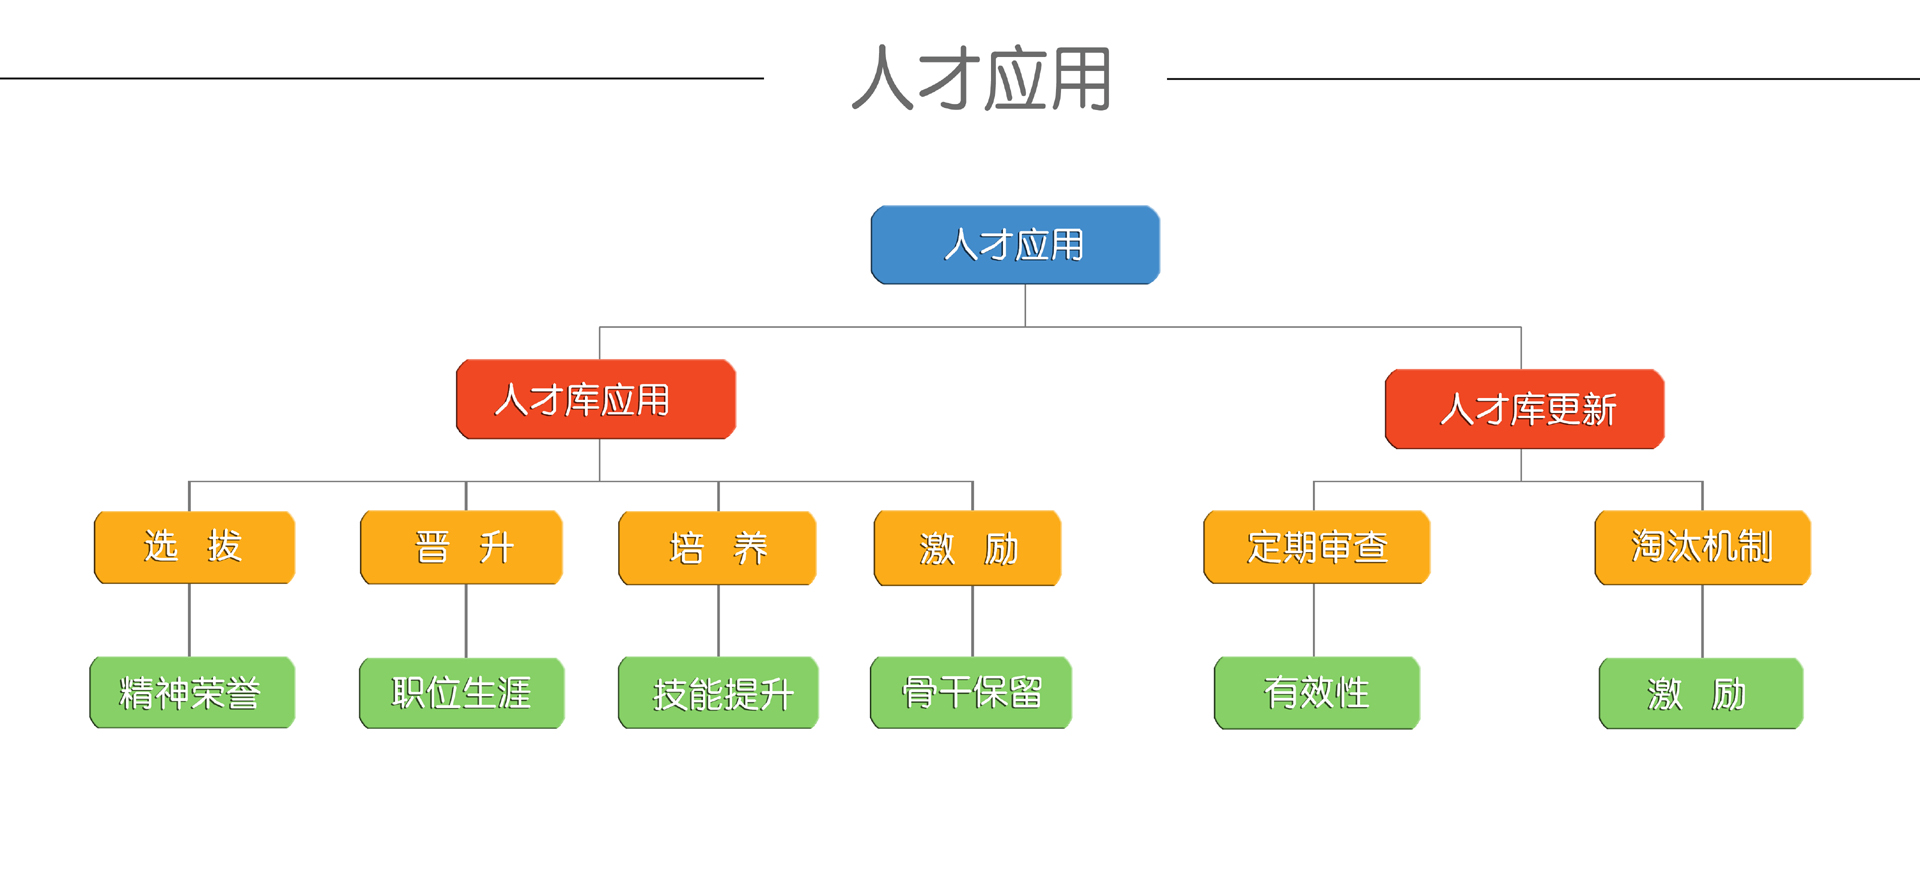 人才应用
人才应用
人才库应用
人才库更新
选 拔
晋 升
培 养
激 励
定期审查
淘汰机制
精神荣誉
职位生涯
技能提升
骨干保留
有效性
激 励